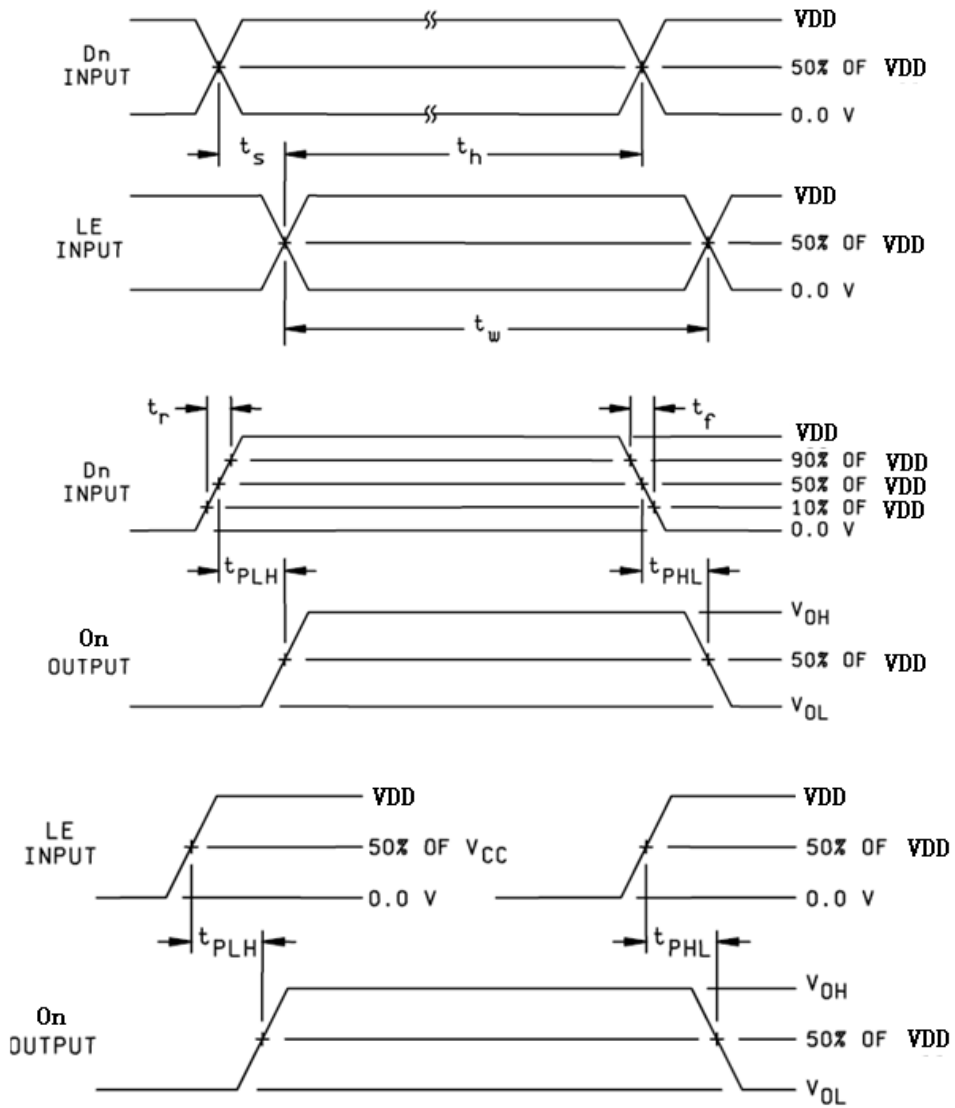 VDD
Dn
INPUT
50% OF VDD
0.0 V
ts
th
VDD
LE
INPUT
50% OF VDD
0.0 V
tw
tr
tf
VDD
90% OF VDD
Dn
INPUT
50% OF VDD
10% OF VDD
0.0 V
tPLH
tPHL
VOH
On
OUTPUT
50% OF VDD
VOL
VDD
VDD
LE
INPUT
50% OF VCC
50% OF VDD
0.0 V
0.0 V
tPLH
tPHL
VOH
On
OUTPUT
50% OF VDD
VOL